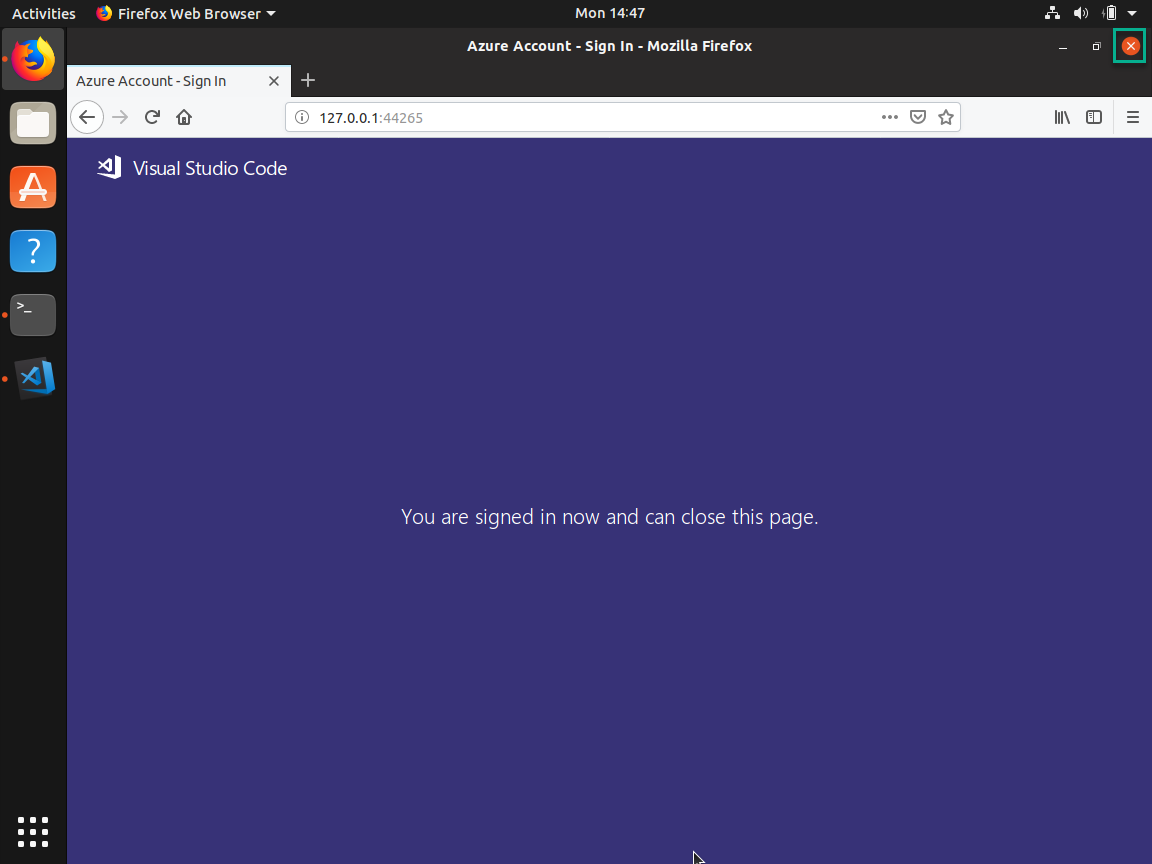 Activities
Firefox Web Browser
Mon 14:47
Azure Account - Sign In - Mozilla Firefox
Azure Account - Sign In
127.0.0.1:44265
Visual Studio Code
You are signed in now and can close this page.